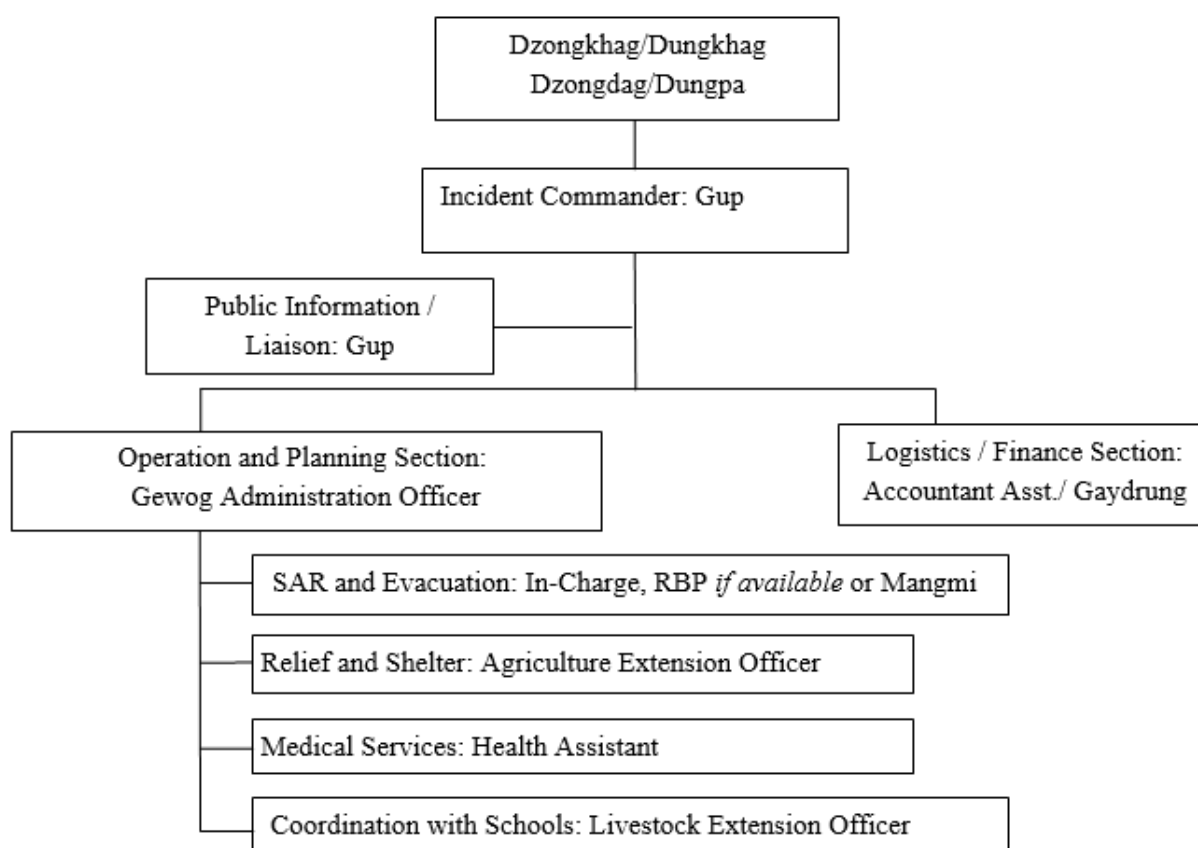 Dzongkhag/Dungkhag
Dzongdag/Dungpa
Incident Commander: Gup
Public Information /
Liaison: Gup
Operation and Planning Section:
Gewog Administration Officer
Logistics / Finance Section:
Accountant Asst./ Gaydrung
SAR and Evacuation: In-Charge, RBP if available or Mangmi
Relief and Shelter: Agriculture Extension Officer
Medical Services: Health Assistant
Coordination with Schools: Livestock Extension Officer